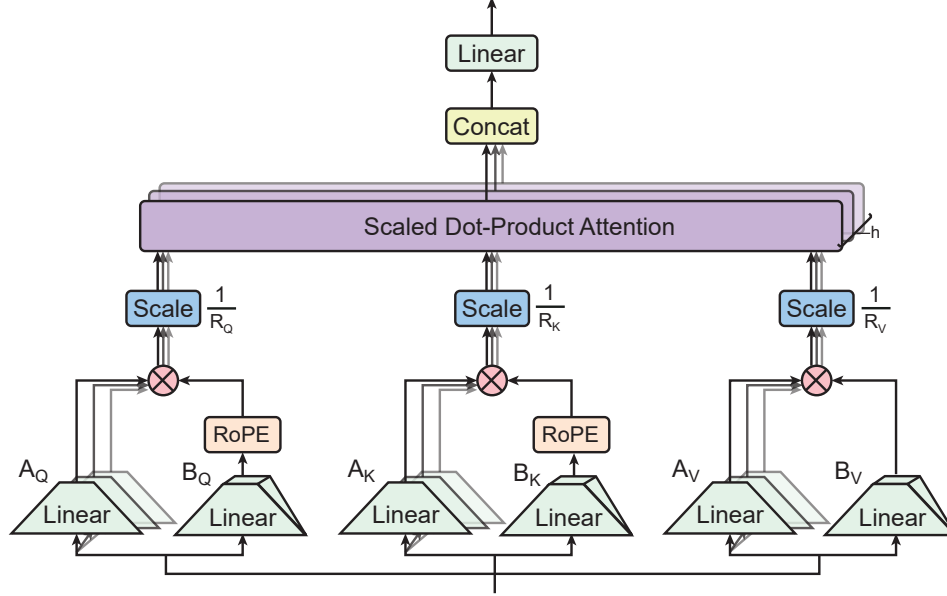 Linear
Concat
Scaled Dot-Product Attention
h
Scale 1/R_Q Scale 1/R_K Scale 1/R_V
RoPE RoPE
A_Q B_Q A_K B_K A_V B_V
Linear Linear Linear Linear Linear Linear